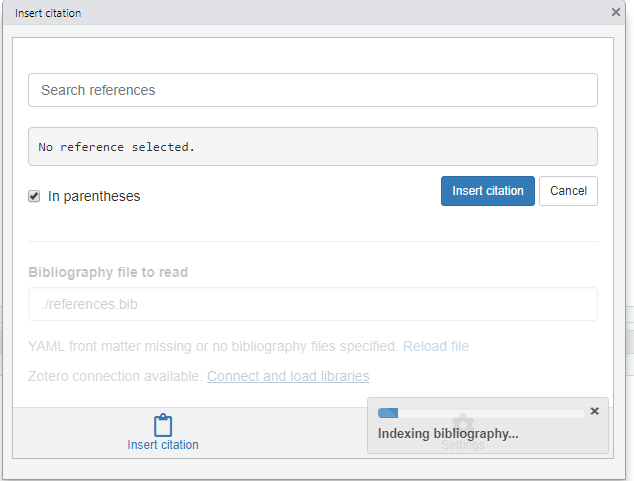 Insert citation
Search references
No reference selected.
In parentheses
Insert citation
Cancel
Bibliography file to read
./references.bib
YAML front matter missing or no bibliography files specified. Reload file
Zotero connection available. Connect and load libraries
Insert citation
Indexing bibliography...
Settings